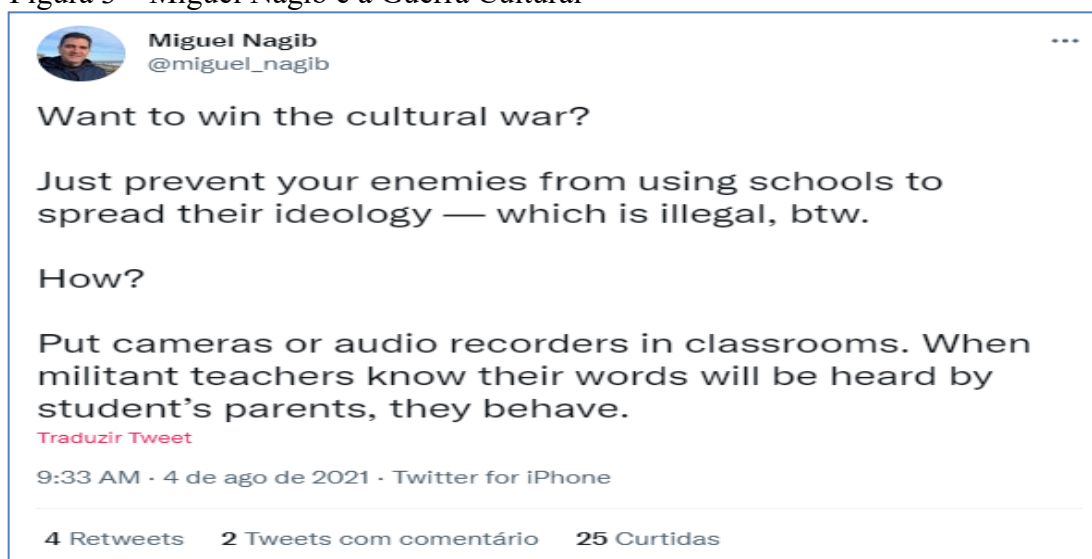 Figura 3 – Miguel Nagib e a Guerra Cultural
Miguel Nagib
@miguel_nagib
Want to win the cultural war?
Just prevent your enemies from using schools to
spread their ideology — which is illegal, btw.
How?
Put cameras or audio recorders in classrooms. When
militant teachers know their words will be heard by
student’s parents, they behave.
Traduzir Tweet
9:33 AM · 4 de ago de 2021 · Twitter for iPhone
4 Retweets 2 Tweets com comentário 25 Curtidas